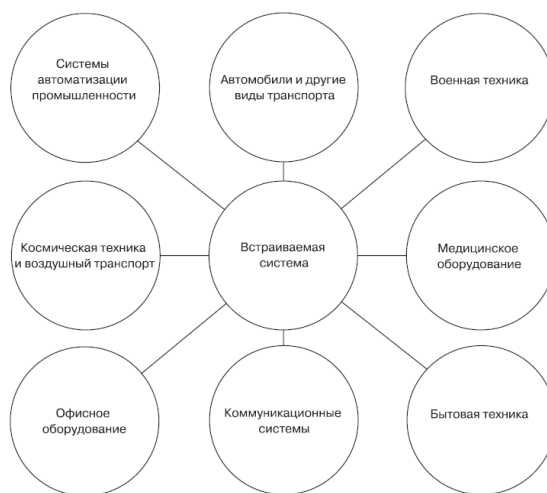 Системы
автоматизации
промышленности
Автомобили и другие
виды транспорта
Военная техника
Космическая техника
и воздушный транспорт
Встраиваемая
система
Медицинское
оборудование
Офисное
оборудование
Коммуникационные
системы
Бытовая техника